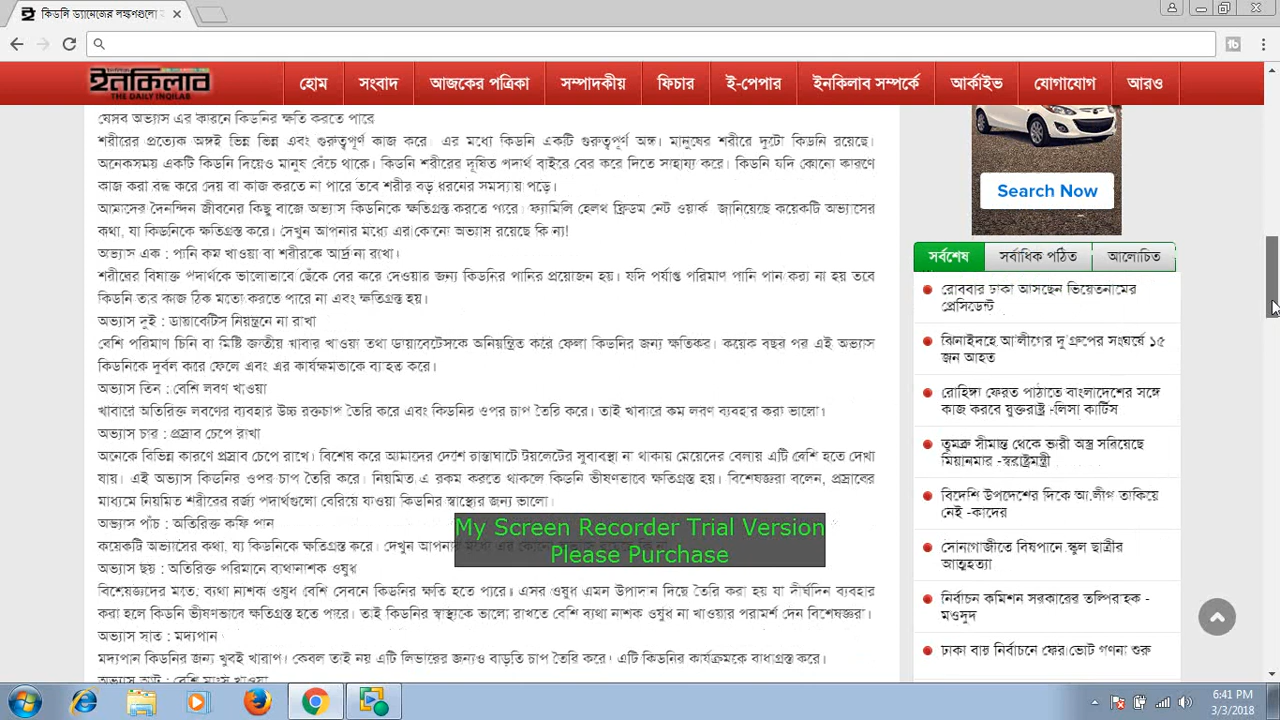 কিডনি ড্যামেজের লক্ষণগুলো
ইনকিলাব
THE DAILY INQILAB
হোম
সংবাদ
আজকের পত্রিকা
সম্পাদকীয়
ফিচার
ই-পেপার
ইনকিলাব সম্পর্কে
আর্কাইভ
যোগাযোগ
আরও
যেসব অভ্যাস এর কারনে কিডনির ক্ষতি করতে পারে
শরীরের প্রত্যেক অঙ্গই ভিন্ন ভিন্ন এবং গুরুত্বপূর্ণ কাজ করে এর মধ্যে কিডনি একটি গুরুত্বপূর্ণ অঙ্গ। মানুষের শরীরে দুটো কিডনি রয়েছে।
অনেকসময় একটি কিডনি দিয়েও মানুষ বেঁচে থাকে। কিডনি শরীরের দূষিত পদার্থ বাইরে বের করে দিতে সাহায্য করে। কিডনি যদি কোনো কারণে
কাজ করা বন্ধ করে দেয় বা কাজ করতে না পারে তবে শরীর বড় ধরনের সমস্যায় পড়ে।
আমাদের দৈনন্দিন জীবনের কিছু বাজে অভ্যাস কিডনিকে ক্ষতিগ্রস্ত করতে পারে। ফ্যামিলি হেলথ ফ্রিডম নেট ওয়ার্ক জানিয়েছে কয়েকটি অভ্যাসের
কথা, যা কিডনিকে ক্ষতিগ্রস্ত করে। দেখুন আপনার মধ্যে এর কোনো অভ্যাস রয়েছে কি না!
অভ্যাস এক : পানি কম খাওয়া বা শরীরকে আর্দ্র না রাখা।
শরীরের বিষাক্ত পদার্থকে ভালোভাবে ছেঁকে বের করে দেওয়ার জন্য কিডনির পানির প্রয়োজন হয়। যদি পর্যাপ্ত পরিমাণ পানি পান করা না হয় তবে
কিডনি তার কাজ ঠিক মতো করতে পারে না এবং ক্ষতিগ্রস্ত হয়।
অভ্যাস দুই : ডায়াবেটিস নিয়ন্ত্রনে না রাখা
বেশি পরিমাণ চিনি বা মিষ্টি জাতীয় খাবার খাওয়া তথা ডায়াবেটেসকে অনিয়ন্ত্রিত করে ফেলা কিডনির জন্য ক্ষতিকর। কয়েক বছর পর এই অভ্যাস
কিডনিকে দুর্বল করে ফেলে এবং এর কার্যক্ষমতাকে ব্যাহত করে।
অভ্যাস তিন : বেশি লবণ খাওয়া
খাবারে অতিরিক্ত লবণের ব্যবহার উচ্চ রক্তচাপ তৈরি করে এবং কিডনির ওপর চাপ তৈরি করে। তাই খাবারে কম লবণ ব্যবহার করা ভালো।
অভ্যাস চার : প্রস্রাব চেপে রাখা
অনেকে বিভিন্ন কারণে প্রস্রাব চেপে রাখে। বিশেষ করে আমাদের দেশে রাস্তাঘাটে টয়লেটের সুব্যবস্থা না থাকায় মেয়েদের বেলায় এটি বেশি হতে দেখা
যায়। এই অভ্যাস কিডনির ওপর চাপ তৈরি করে। নিয়মিত এ রকম করতে থাকলে কিডনি ভীষণভাবে ক্ষতিগ্রস্ত হয়। বিশেষজ্ঞরা বলেন, প্রস্রাবের
মাধ্যমে নিয়মিত শরীরের বর্জ্য পদার্থগুলো বেরিয়ে যাওয়া কিডনির স্বাস্থ্যের জন্য ভালো।
অভ্যাস পাঁচ : অতিরিক্ত কফি পান
কয়েকটি অভ্যাসের কথা, যা কিডনিকে ক্ষতিগ্রস্ত করে। দেখুন আপনার
অভ্যাস ছয় : অতিরিক্ত পরিমানে ব্যথানাশক ওষুধ
বিশেষজ্ঞদের মতে, ব্যথা নাশক ওষুধ বেশি সেবনে কিডনির ক্ষতি হতে পারে। এসব ওষুধ এমন উপাদান দিয়ে তৈরি করা হয় যা দীর্ঘদিন ব্যবহার
করা হলে কিডনি ভীষণভাবে ক্ষতিগ্রস্ত হতে পারে। তাই কিডনির স্বাস্থ্যকে ভালো রাখতে বেশি ব্যথা নাশক ওষুধ না খাওয়ার পরামর্শ দেন বিশেষজ্ঞরা।
অভ্যাস সাত : মদ্যপান
মদ্যপান কিডনির জন্য খুবই খারাপ। কেবল তাই নয় এটি লিভারের জন্যও বাড়তি চাপ তৈরি করে। এটি কিডনির কার্যক্রমকে বাধাগ্রস্ত করে।
অভ্যাস আট : বেশি মাংস খাওয়া
My Screen Recorder Trial Version
Please Purchase
Search Now
সর্বশেষ
সর্বাধিক পঠিত
আলোচিত
রোববার ঢাকা আসছেন ভিয়েতনামের
প্রেসিডেন্ট
ঝিনাইদহে আ'লীগের দু'গ্রুপের সংঘর্ষে ১৫
জন আহত
রোহিঙ্গা ফেরত পাঠাতে বাংলাদেশের সঙ্গে
কাজ করবে যুক্তরাষ্ট্র -লিসা কার্টিস
তুমব্রু সীমান্ত থেকে ভারী অস্ত্র সরিয়েছে
মিয়ানমার -স্বরাষ্ট্রমন্ত্রী
বিদেশি উপদেশের দিকে আ.লীগ তাকিয়ে
নেই -কাদের
সোনাগাজীতে বিষপানে স্কুল ছাত্রীর
আত্মহত্যা
নির্বাচন কমিশন সরকারের তল্পিবাহক -
মওদুদ
ঢাকা বার নির্বাচনে ফের ভোট গণনা শুরু
6:41 PM
3/3/2018